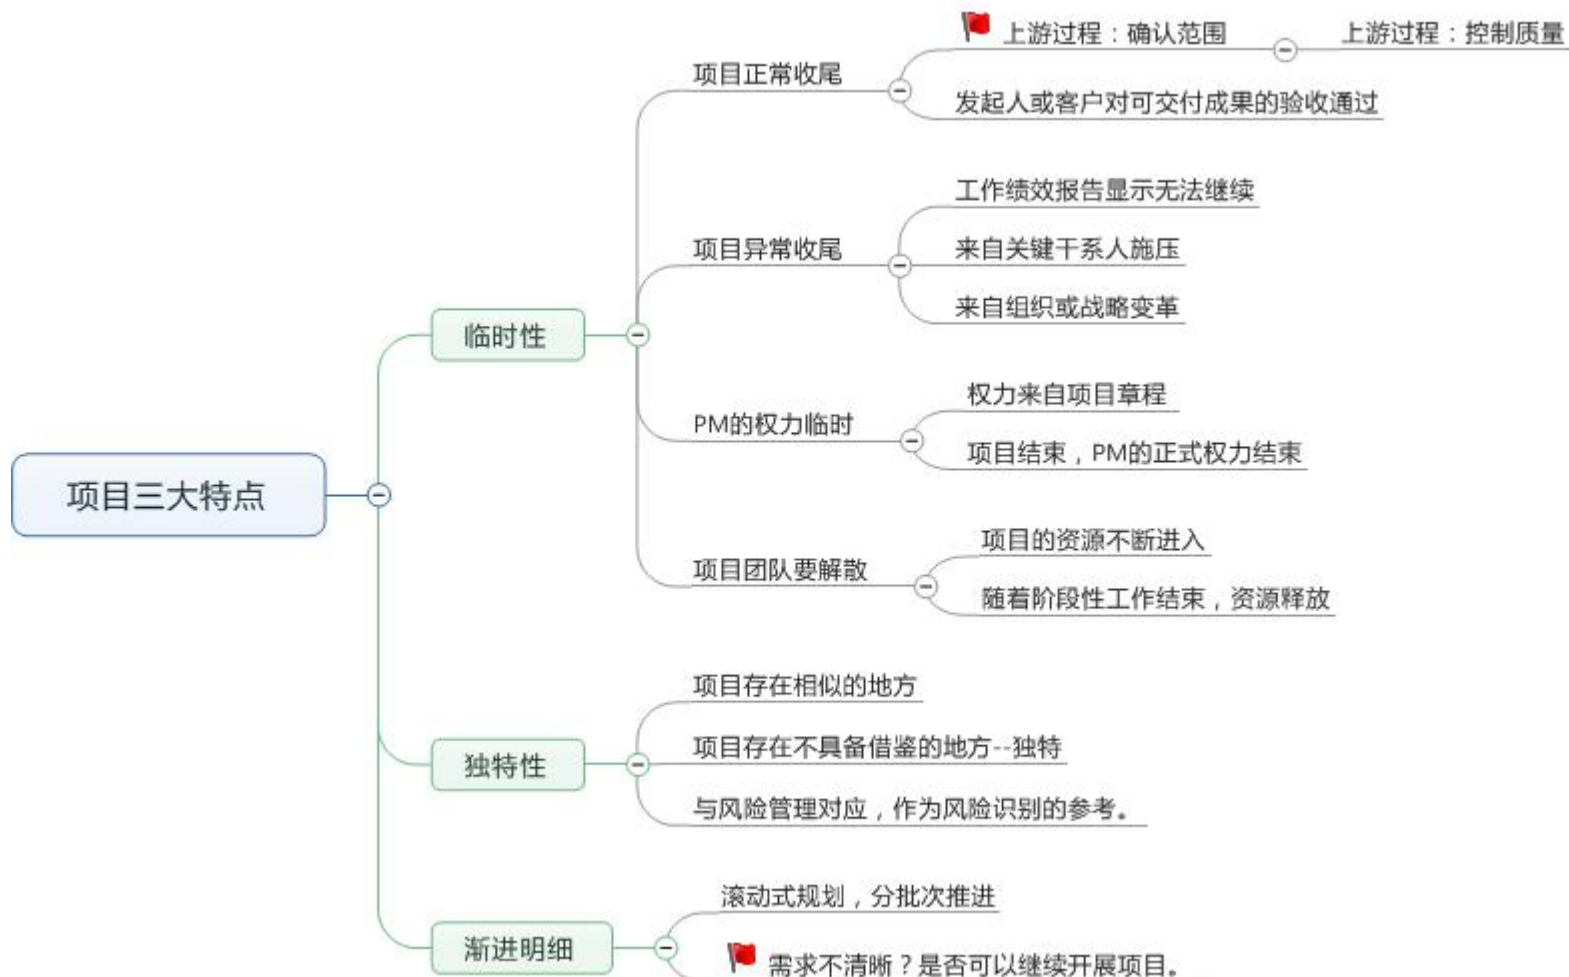 项目三大特点
临时性
项目正常收尾
上游过程：确认范围
上游过程：控制质量
发起人或客户对可交付成果的验收通过
项目异常收尾
工作绩效报告显示无法继续
来自关键干系人施压
来自组织或战略变革
PM的权力临时
权力来自项目章程
项目结束，PM的正式权力结束
项目团队要解散
项目的资源不断进入
随着阶段性工作结束，资源释放
独特性
项目存在相似的地方
项目存在不具备借鉴的地方--独特
与风险管理对应，作为风险识别的参考。
渐进明细
滚动式规划，分批次推进
需求不清晰？是否可以继续开展项目。